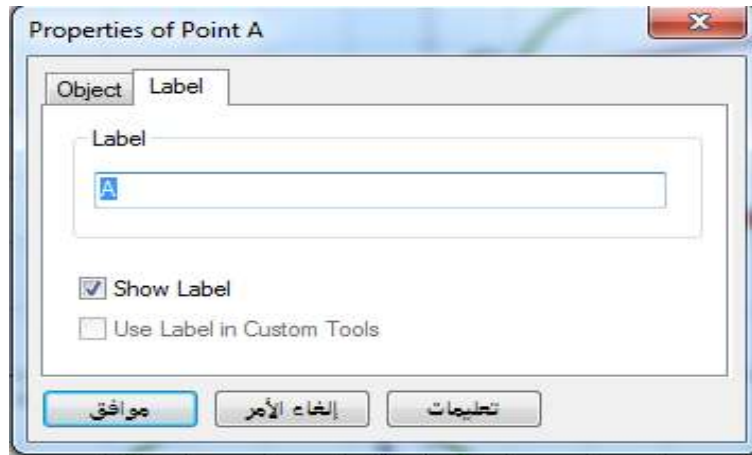 Properties of Point A
Object Label
Label
A
Show Label
Use Label in Custom Tools
موافق إلغاء الأمر تعليمات